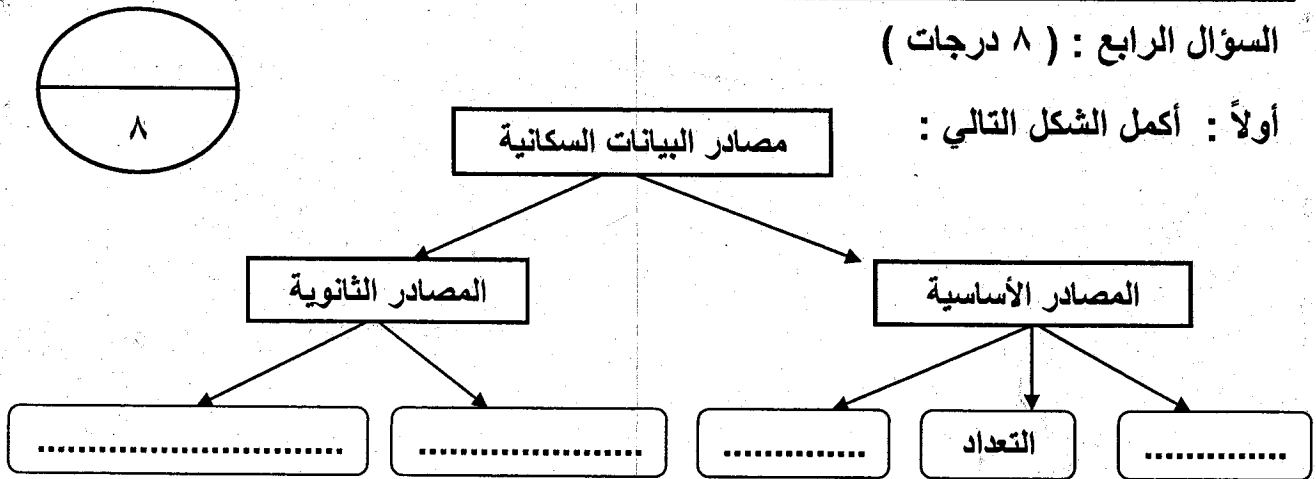 السؤال الرابع : ( ٨ درجات )
٨
أولاً : أكمل الشكل التالي :
مصادر البيانات السكانية
المصادر الأساسية
المصادر الثانوية
..............
التعداد
..............
......................
..............................